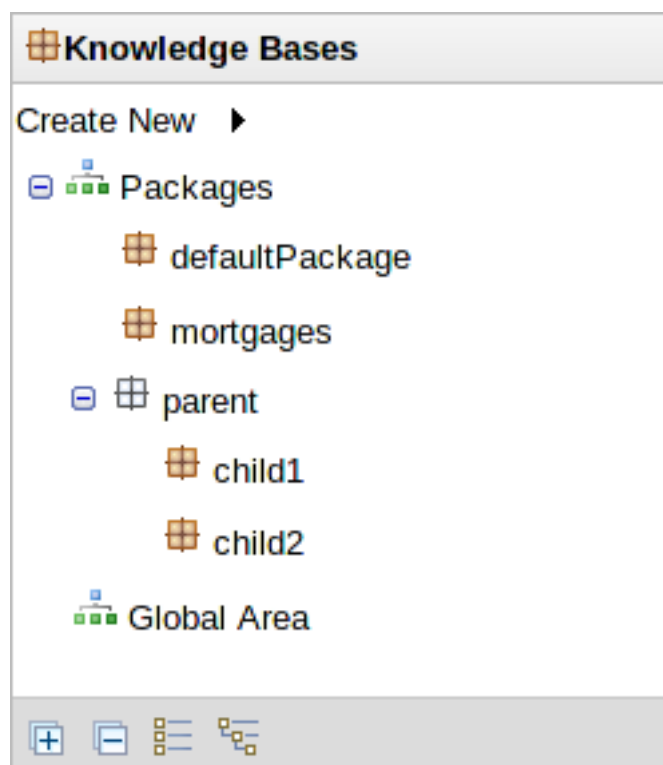 Knowledge Bases
Create New
Packages
defaultPackage
mortgages
parent
child1
child2
Global Area